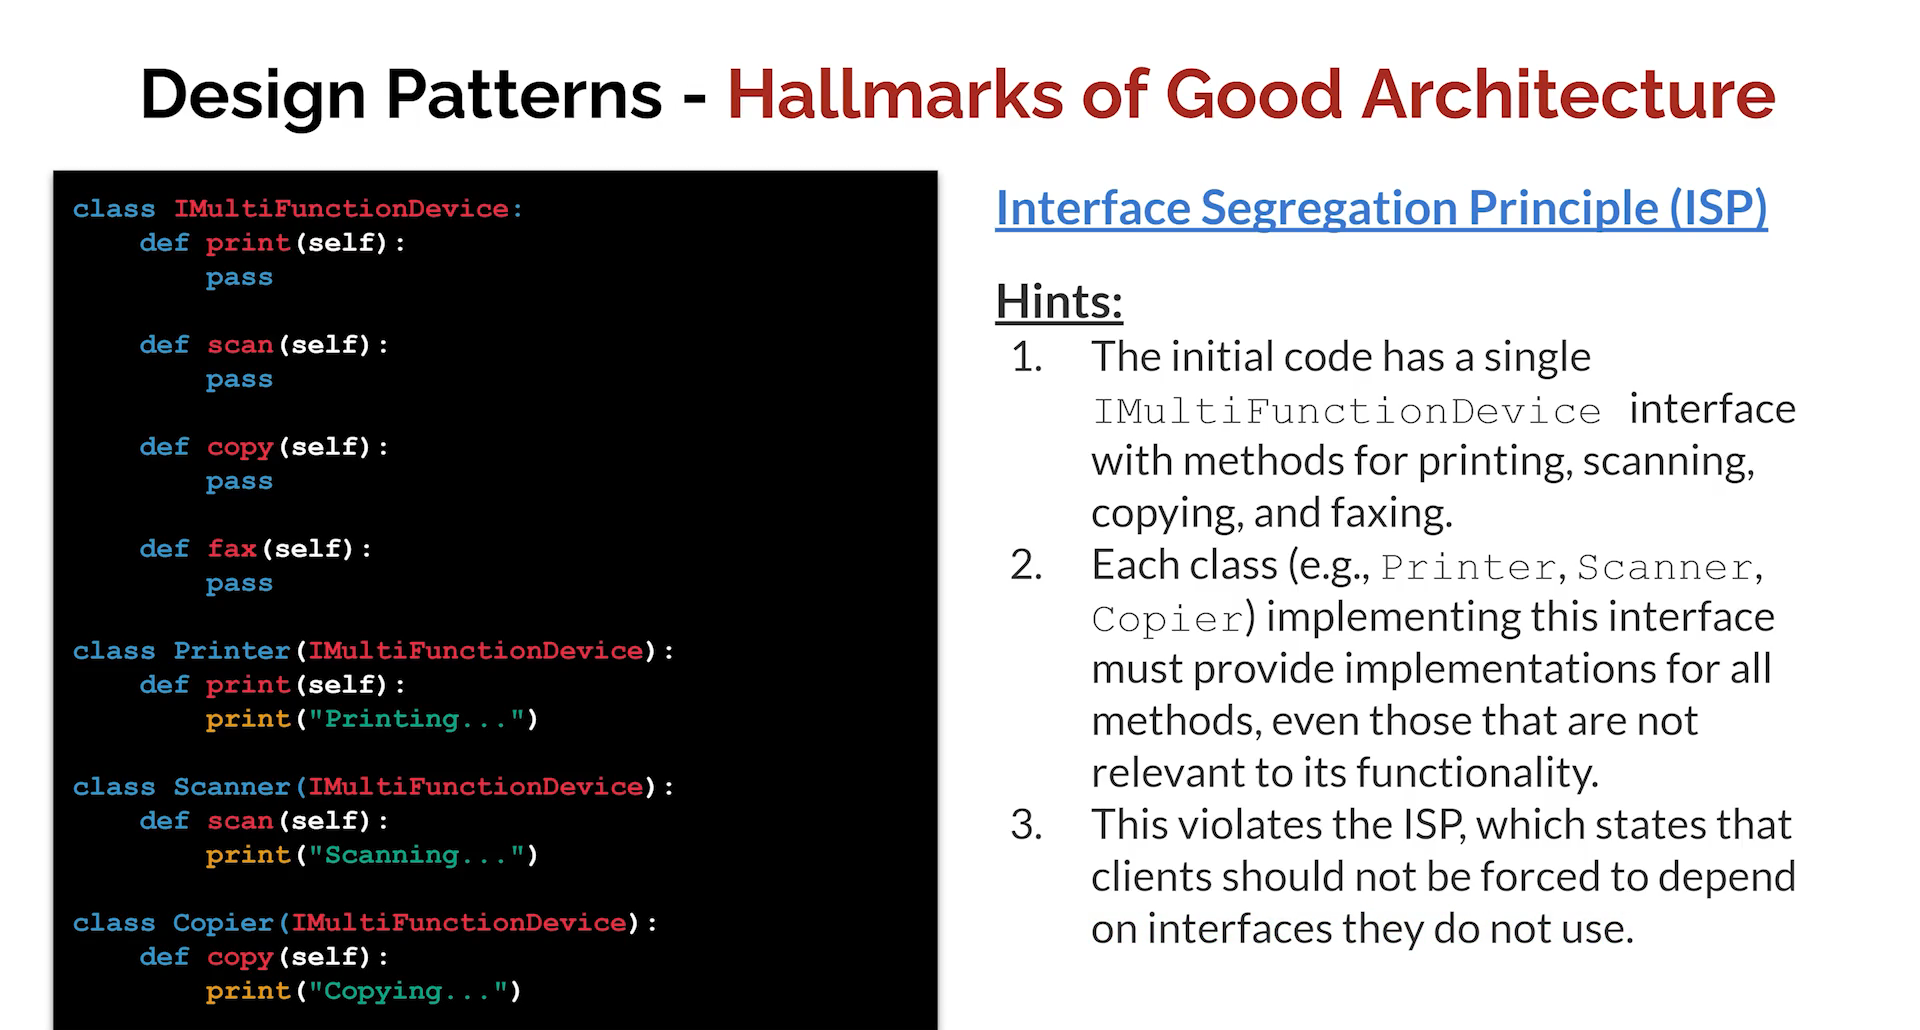 Design Patterns - Hallmarks of Good Architecture
class IMultiFunctionDevice:
    def print(self):
        pass
    def scan(self):
        pass
    def copy(self):
        pass
    def fax(self):
        pass
class Printer(IMultiFunctionDevice):
    def print(self):
        print("Printing...")
class Scanner(IMultiFunctionDevice):
    def scan(self):
        print("Scanning...")
class Copier(IMultiFunctionDevice):
    def copy(self):
        print("Copying...")
Interface Segregation Principle (ISP)
Hints:
1. The initial code has a single
IMultiFunctionDevice interface
with methods for printing, scanning,
copying, and faxing.
2. Each class (e.g., Printer, Scanner,
Copier) implementing this interface
must provide implementations for all
methods, even those that are not
relevant to its functionality.
3. This violates the ISP, which states that
clients should not be forced to depend
on interfaces they do not use.